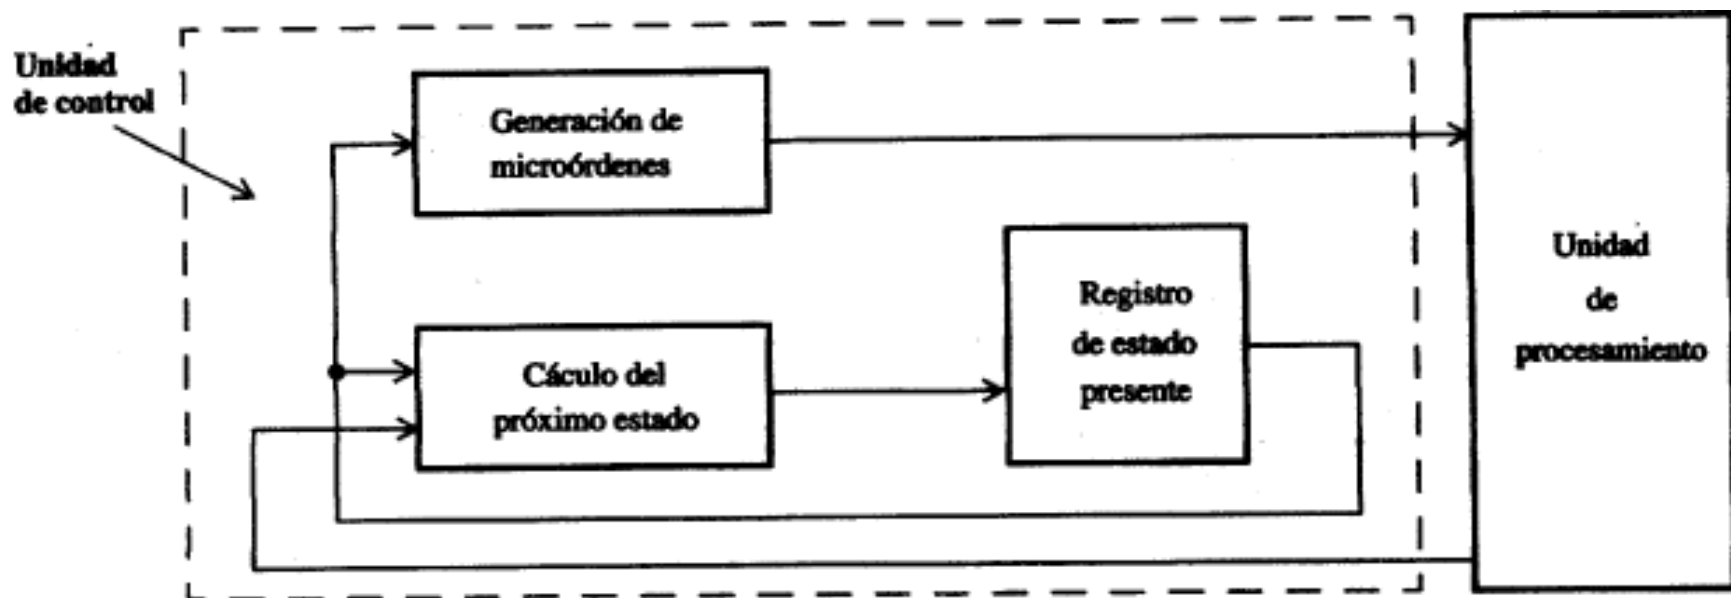 Unidad
de control
Generación de
microórdenes
Cáculo del
próximo estado
Registro
de estado
presente
Unidad
de
procesamiento